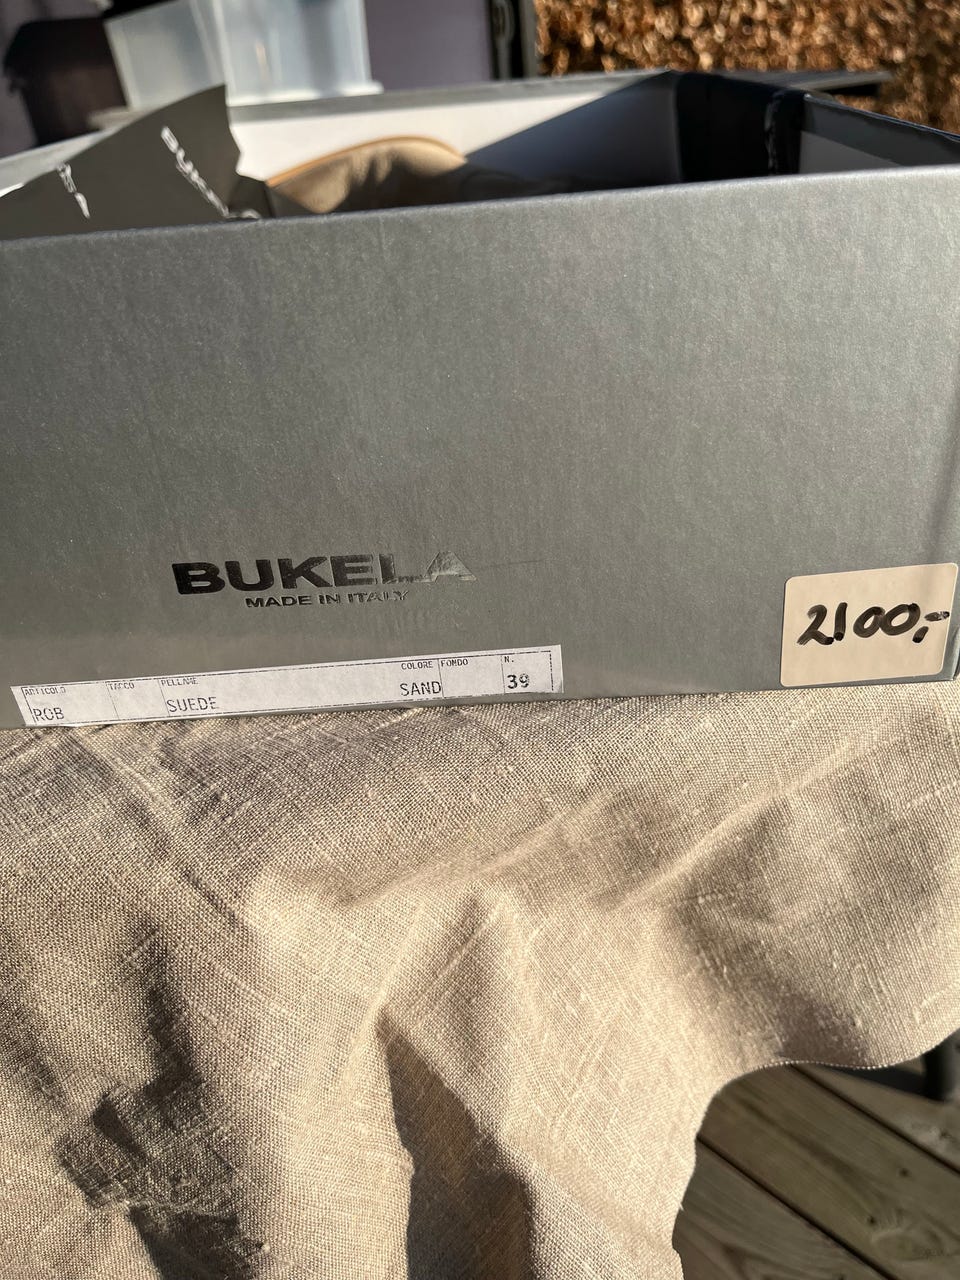 BUKELA
MADE IN ITALY
2100,-
ARTICOLO TACCO PELLAME COLORE FONDO N.
ROB SUEDE SAND 39